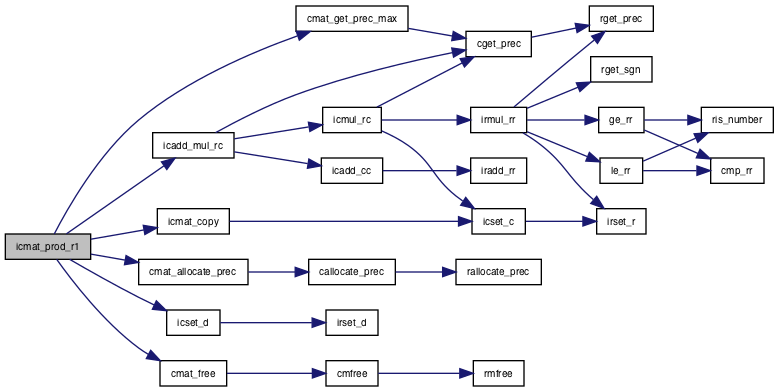 cmat_get_prec_max
rget_prec
cget_prec
rget_sgn
icmul_rc
irmul_rr
ge_rr
ris_number
icadd_mul_rc
icadd_cc
iradd_rr
le_rr
cmp_rr
icmat_copy
icset_c
irset_r
icmat_prod_r1
cmat_allocate_prec
callocate_prec
rallocate_prec
icset_d
irset_d
cmat_free
cmfree
rmfree